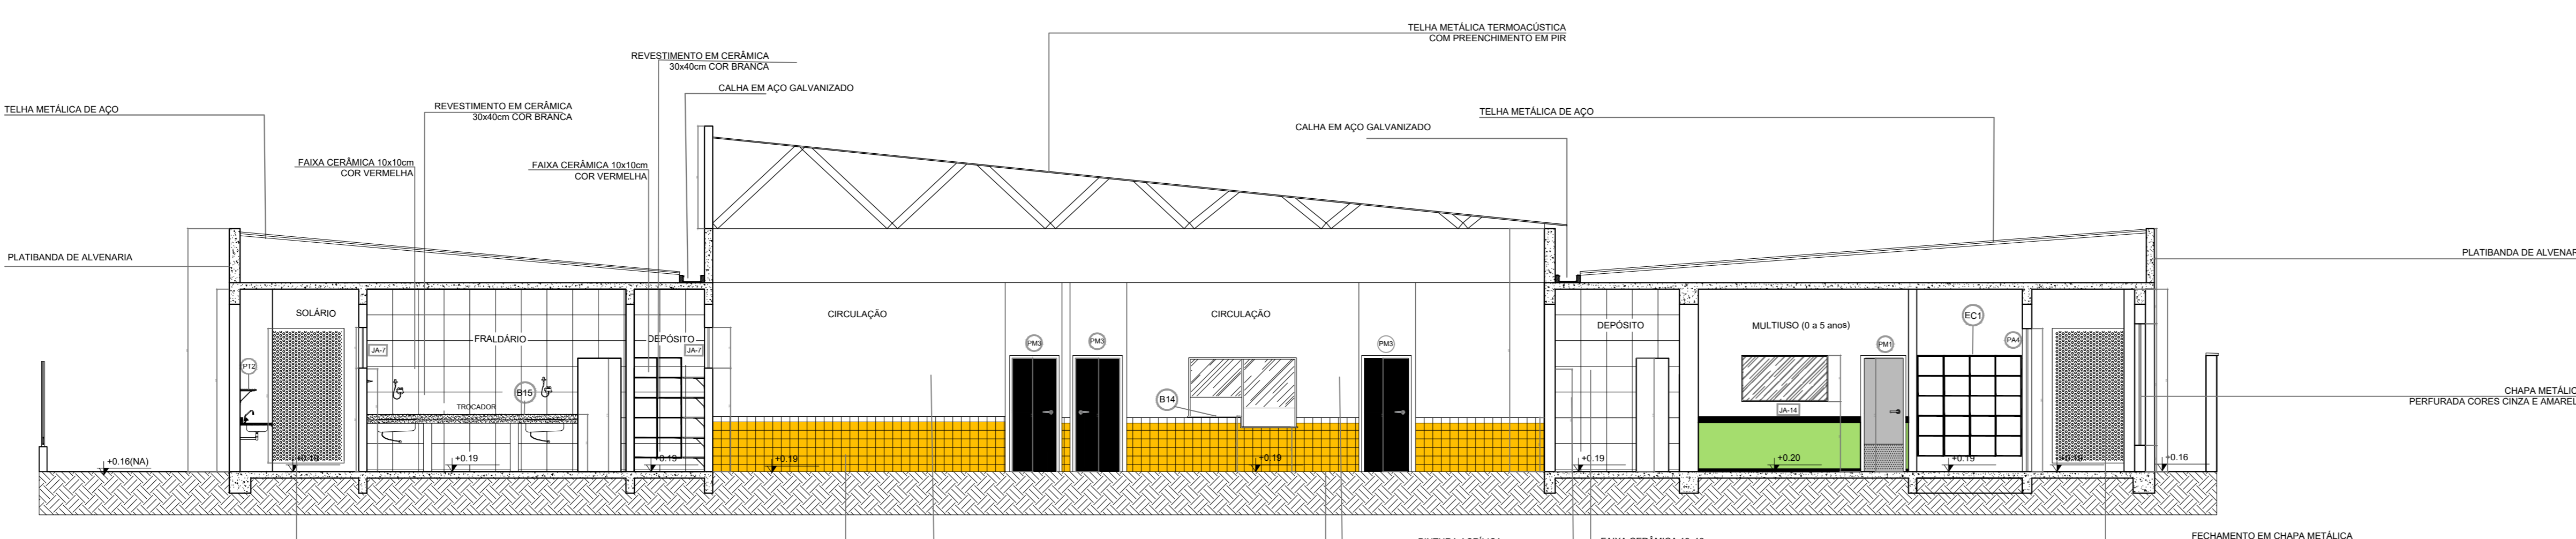 TELHA METÁLICA TERMOACÚSTICA
COM PREENCHIMENTO EM PIR
REVESTIMENTO EM CERÂMICA
30x40cm COR BRANCA
CALHA EM AÇO GALVANIZADO
TELHA METÁLICA DE AÇO
REVESTIMENTO EM CERÂMICA
30x40cm COR BRANCA
TELHA METÁLICA DE AÇO
CALHA EM AÇO GALVANIZADO
FAIXA CERÂMICA 10x10cm
COR VERMELHA
FAIXA CERÂMICA 10x10cm
COR VERMELHA
PLATIBANDA DE ALVENARIA
PLATIBANDA DE ALVENAR
SOLÁRIO
FRALDÁRIO
DEPÓSITO
CIRCULAÇÃO
CIRCULAÇÃO
DEPÓSITO
MULTIUSO (0 a 5 anos)
EC1
JA-7
JA-7
PM3
PM3
PM3
PM1
PA4
PT2
B15
TROCADOR
B14
JA-14
CHAPA METÁLIC
PERFURADA CORES CINZA E AMAREL
+0.16(NA)
+0.19
+0.19
+0.19
+0.19
+0.19
+0.19
+0.20
+0.19
+0.19
+0.16
FECHAMENTO EM CHAPA METÁLICA